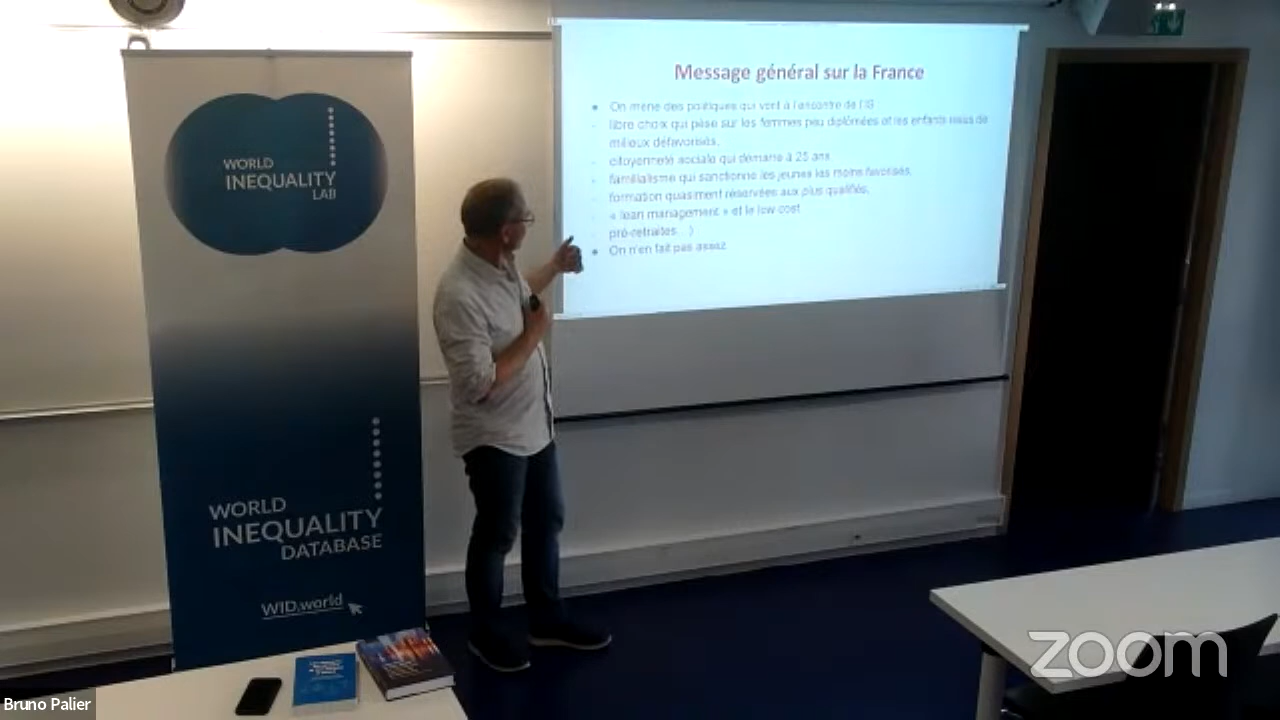 WORLD
INEQUALITY
LAB
WORLD
INEQUALITY
DATABASE
WID.world
Message général sur la France
• On mène des politiques qui vont à l'encontre de l'IS
- libre choix qui pèse sur les femmes peu diplômées et les enfants issus de
milieux défavorisés,
- citoyenneté sociale qui démarre à 25 ans,
- familialisme qui sanctionne les jeunes les moins favorisés,
- formation quasiment réservées aux plus qualifiés,
- « lean management » et le low cost
- pré-retraites…)
• On n'en fait pas assez
Bruno Palier
zoom